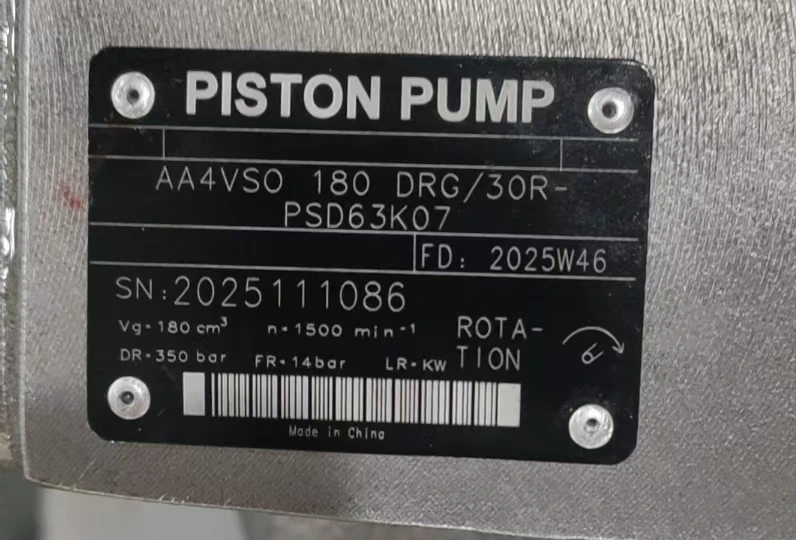 PISTON PUMP
AA4VSO 180 DRG/30R-
PSD63K07
FD: 2025W46
SN:2025111086
Vg=180 cm³ n=1500 min⁻¹ ROTA-
DR=350 bar FR=14bar LR=KW TION
Made in China